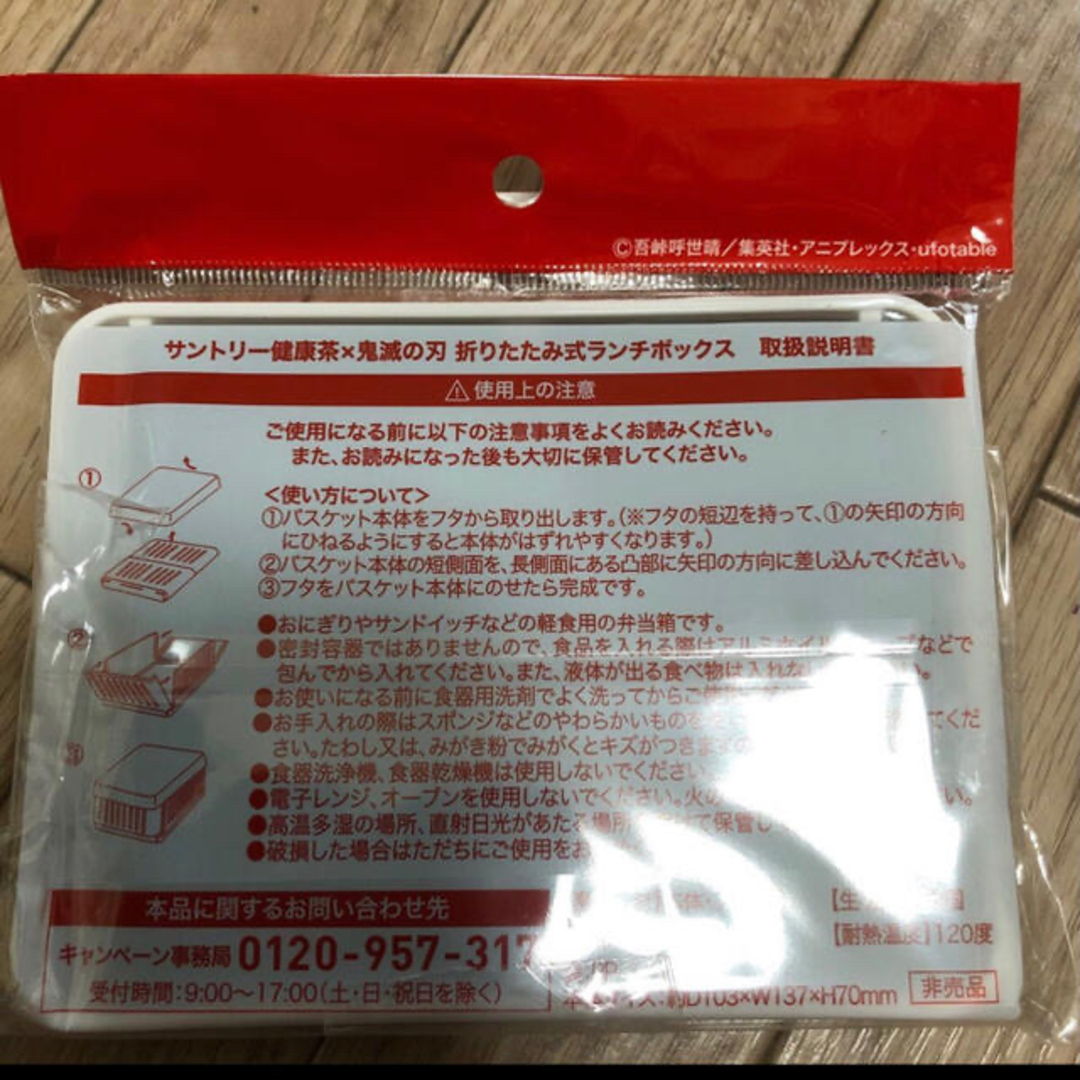 ©吾峠呼世晴／集英社・アニプレックス・ufotable
サントリー健康茶×鬼滅の刃 折りたたみ式ランチボックス 取扱説明書
⚠使用上の注意
ご使用になる前に以下の注意事項をよくお読みください。
また、お読みになった後も大切に保管してください。
①
＜使い方について＞
①バスケット本体をフタから取り出します。(※フタの短辺を持って、①の矢印の方向
にひねるようにすると本体がはずれやすくなります。)
②バスケット本体の短側面を、長側面にある凸部に矢印の方向に差し込んでください。
③フタをバスケット本体にのせたら完成です。
②
●おにぎりやサンドイッチなどの軽食用の弁当箱です。
●密封容器ではありませんので、食品を入れる際はアルミホイル などで
包んでから入れてください。また、液体が出る食べ物は入れな
●お使いになる前に食器用洗剤でよく洗ってからご使
●お手入れの際はスポンジなどのやわらかいものを てくだ
さい。たわし又は、みがき粉でみがくとキズがつきます
③
●食器洗浄機、食器乾燥機は使用しないでください
●電子レンジ、オーブンを使用しないでください。火の い。
●高温多湿の場所、直射日光があたる場所 けて保管し
●破損した場合はただちにご使用をお
本品に関するお問い合わせ先
キャンペーン事務局 0120-957-317
受付時間：9:00〜17:00(土・日・祝日を除く)
【生 国
【耐熱温度】120度
約D103×W137×H70mm 非売品